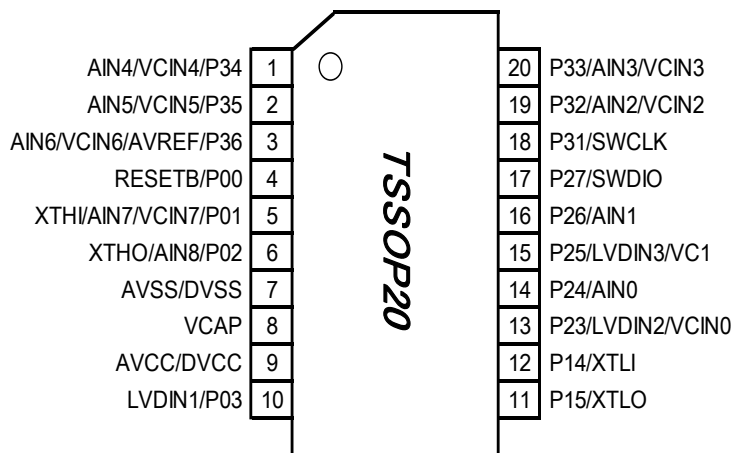 AIN4/VCIN4/P34 1 20 P33/AIN3/VCIN3
AIN5/VCIN5/P35 2 19 P32/AIN2/VCIN2
AIN6/VCIN6/AVREF/P36 3 18 P31/SWCLK
RESETB/P00 4 17 P27/SWDIO
XTHI/AIN7/VCIN7/P01 5 16 P26/AIN1
XTHO/AIN8/P02 6 15 P25/LVDIN3/VC1
AVSS/DVSS 7 14 P24/AIN0
VCAP 8 13 P23/LVDIN2/VCIN0
AVCC/DVCC 9 12 P14/XTLI
LVDIN1/P03 10 11 P15/XTLO
TSSOP20